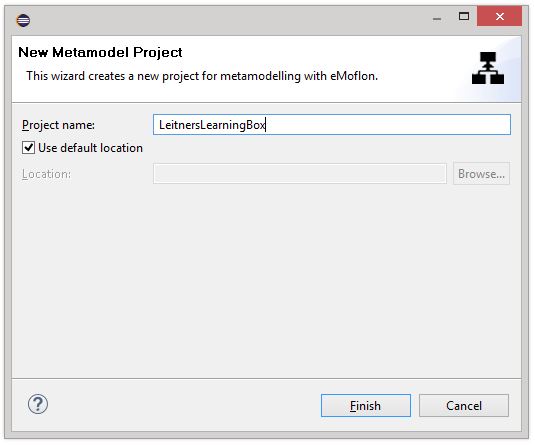 New Metamodel Project
This wizard creates a new project for metamodelling with eMoflon.
Project name: LeitnersLearningBox
Use default location
Location: Browse...
? Finish Cancel